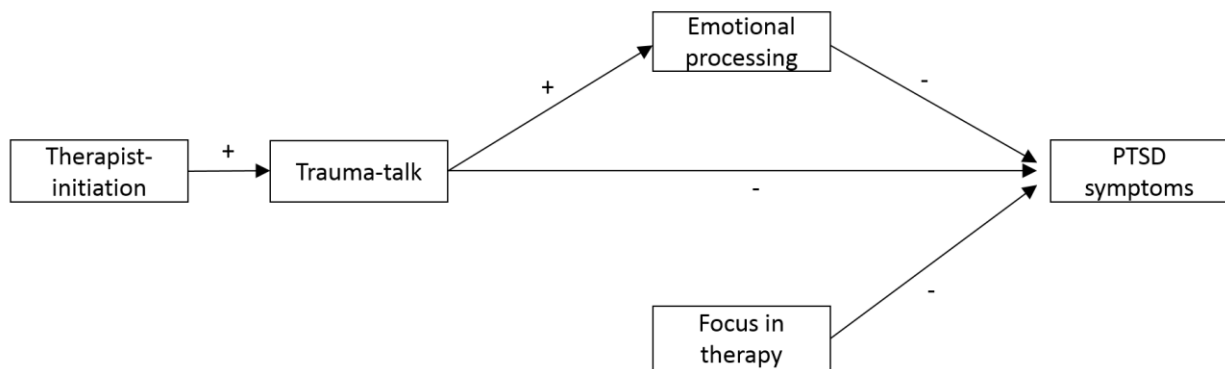 Emotional
processing
+
-
+
Therapist-
initiation
Trauma-talk
PTSD
symptoms
-
-
Focus in
therapy